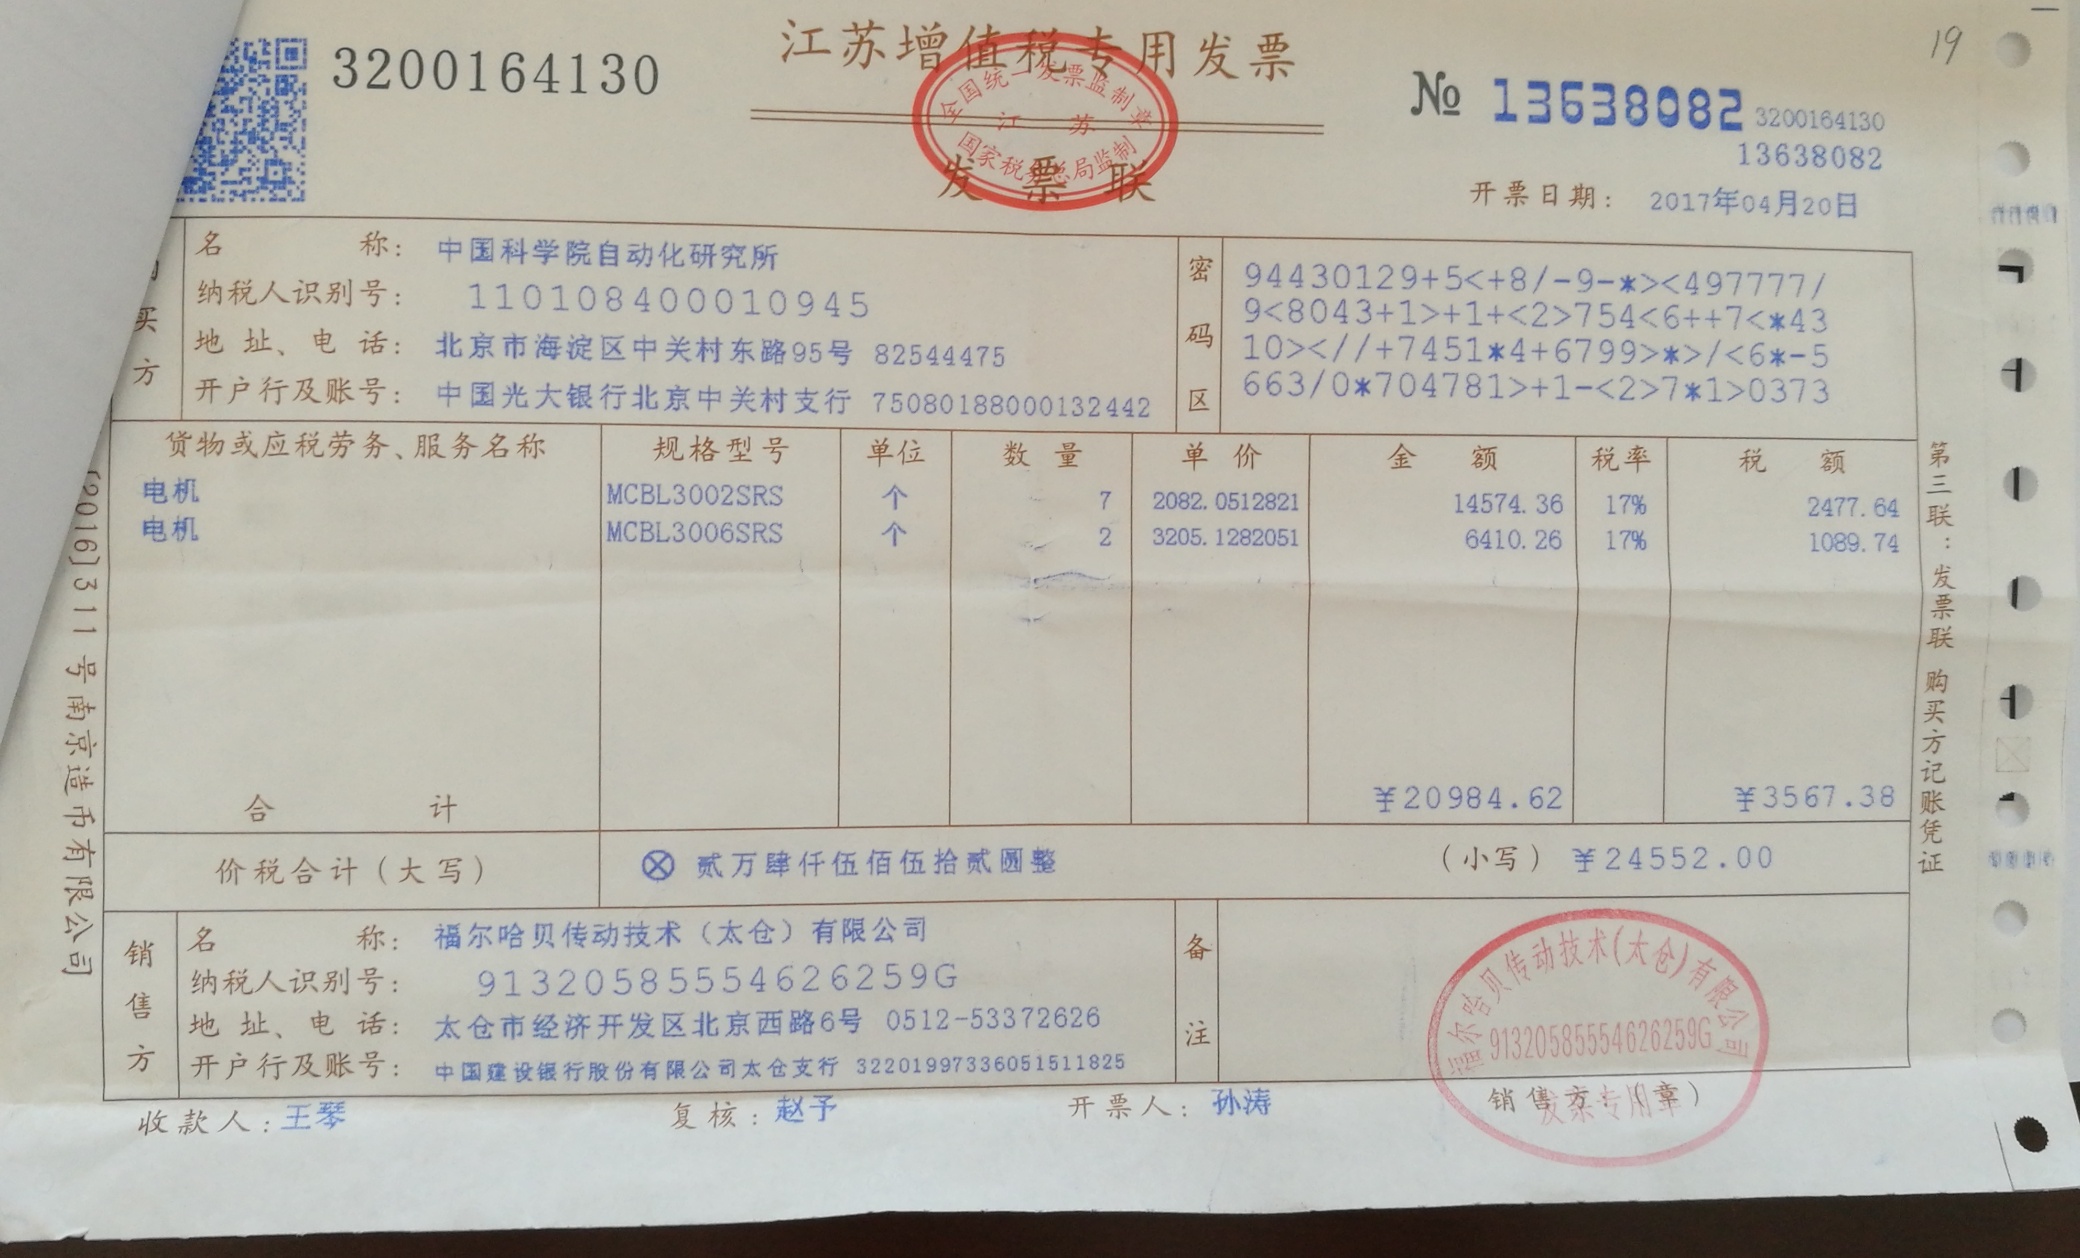 19
3200164130
江苏增值税专用发票
全国统一发票监制章
江 苏
国家税务总局监制
发 票 联
№ 13638082 3200164130
13638082
开票日期: 2017年04月20日
买方
名 称: 中国科学院自动化研究所
纳税人识别号: 110108400010945
地 址、电 话: 北京市海淀区中关村东路95号 82544475
开户行及账号: 中国光大银行北京中关村支行 75080188000132442
密码区
94430129+5<+8/-9-*><497777/
9<8043+1>+1+<2>754<6++7<*43
10><//+7451*4+6799>*>/<6*-5
663/0*704781>+1-<2>7*1>0373
货物或应税劳务、服务名称 规格型号 单位 数 量 单 价 金 额 税率 税 额
电机 MCBL3002SRS 个 7 2082.0512821 14574.36 17% 2477.64
电机 MCBL3006SRS 个 2 3205.1282051 6410.26 17% 1089.74
合 计 ¥20984.62 ¥3567.38
价税合计(大写) ⊗ 贰万肆仟伍佰伍拾贰圆整 (小写) ¥24552.00
销售方
名 称: 福尔哈贝传动技术（太仓）有限公司
纳税人识别号: 91320585554626259G
地 址、电 话: 太仓市经济开发区北京西路6号 0512-53372626
开户行及账号: 中国建设银行股份有限公司太仓支行 32201997336051511825
备注
收款人: 王琴 复核: 赵予 开票人: 孙涛 销售方:(章)
福尔哈贝传动技术(太仓)有限公司
91320585554626259G
发票专用章
[2016]311号南京造币有限公司
第三联:发票联 购买方记账凭证